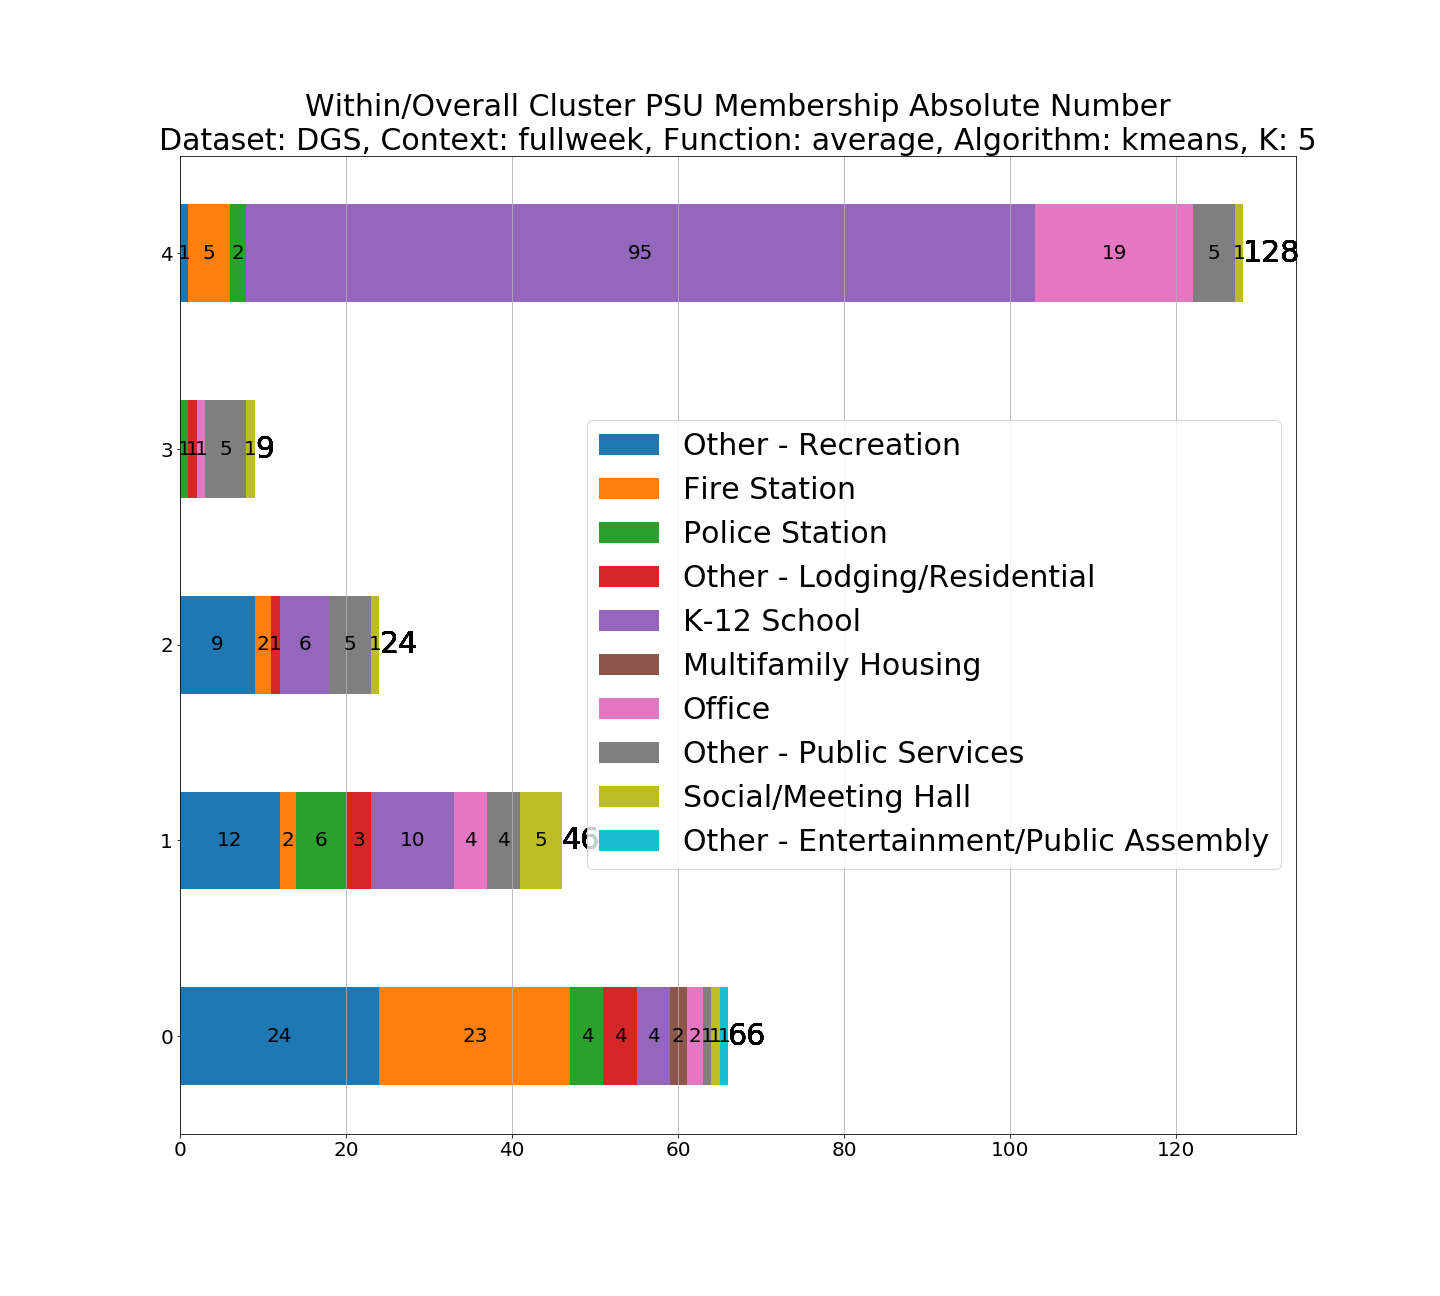 Within/Overall Cluster PSU Membership Absolute Number
Dataset: DGS, Context: fullweek, Function: average, Algorithm: kmeans, K: 5
4
1 5 2 95 19 5 1 128
3
1 1 1 5 1 9
2
9 2 1 6 5 1 24
1
12 2 6 3 10 4 4 5 46
0
24 23 4 4 4 2 2 1 1 1 66
Other - Recreation
Fire Station
Police Station
Other - Lodging/Residential
K-12 School
Multifamily Housing
Office
Other - Public Services
Social/Meeting Hall
Other - Entertainment/Public Assembly
0 20 40 60 80 100 120